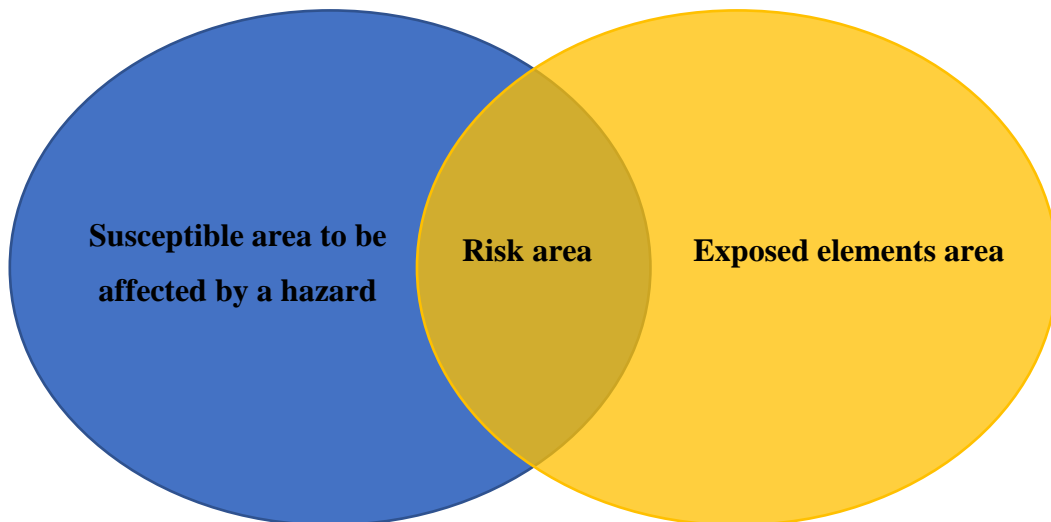 Susceptible area to be
affected by a hazard
Risk area
Exposed elements area